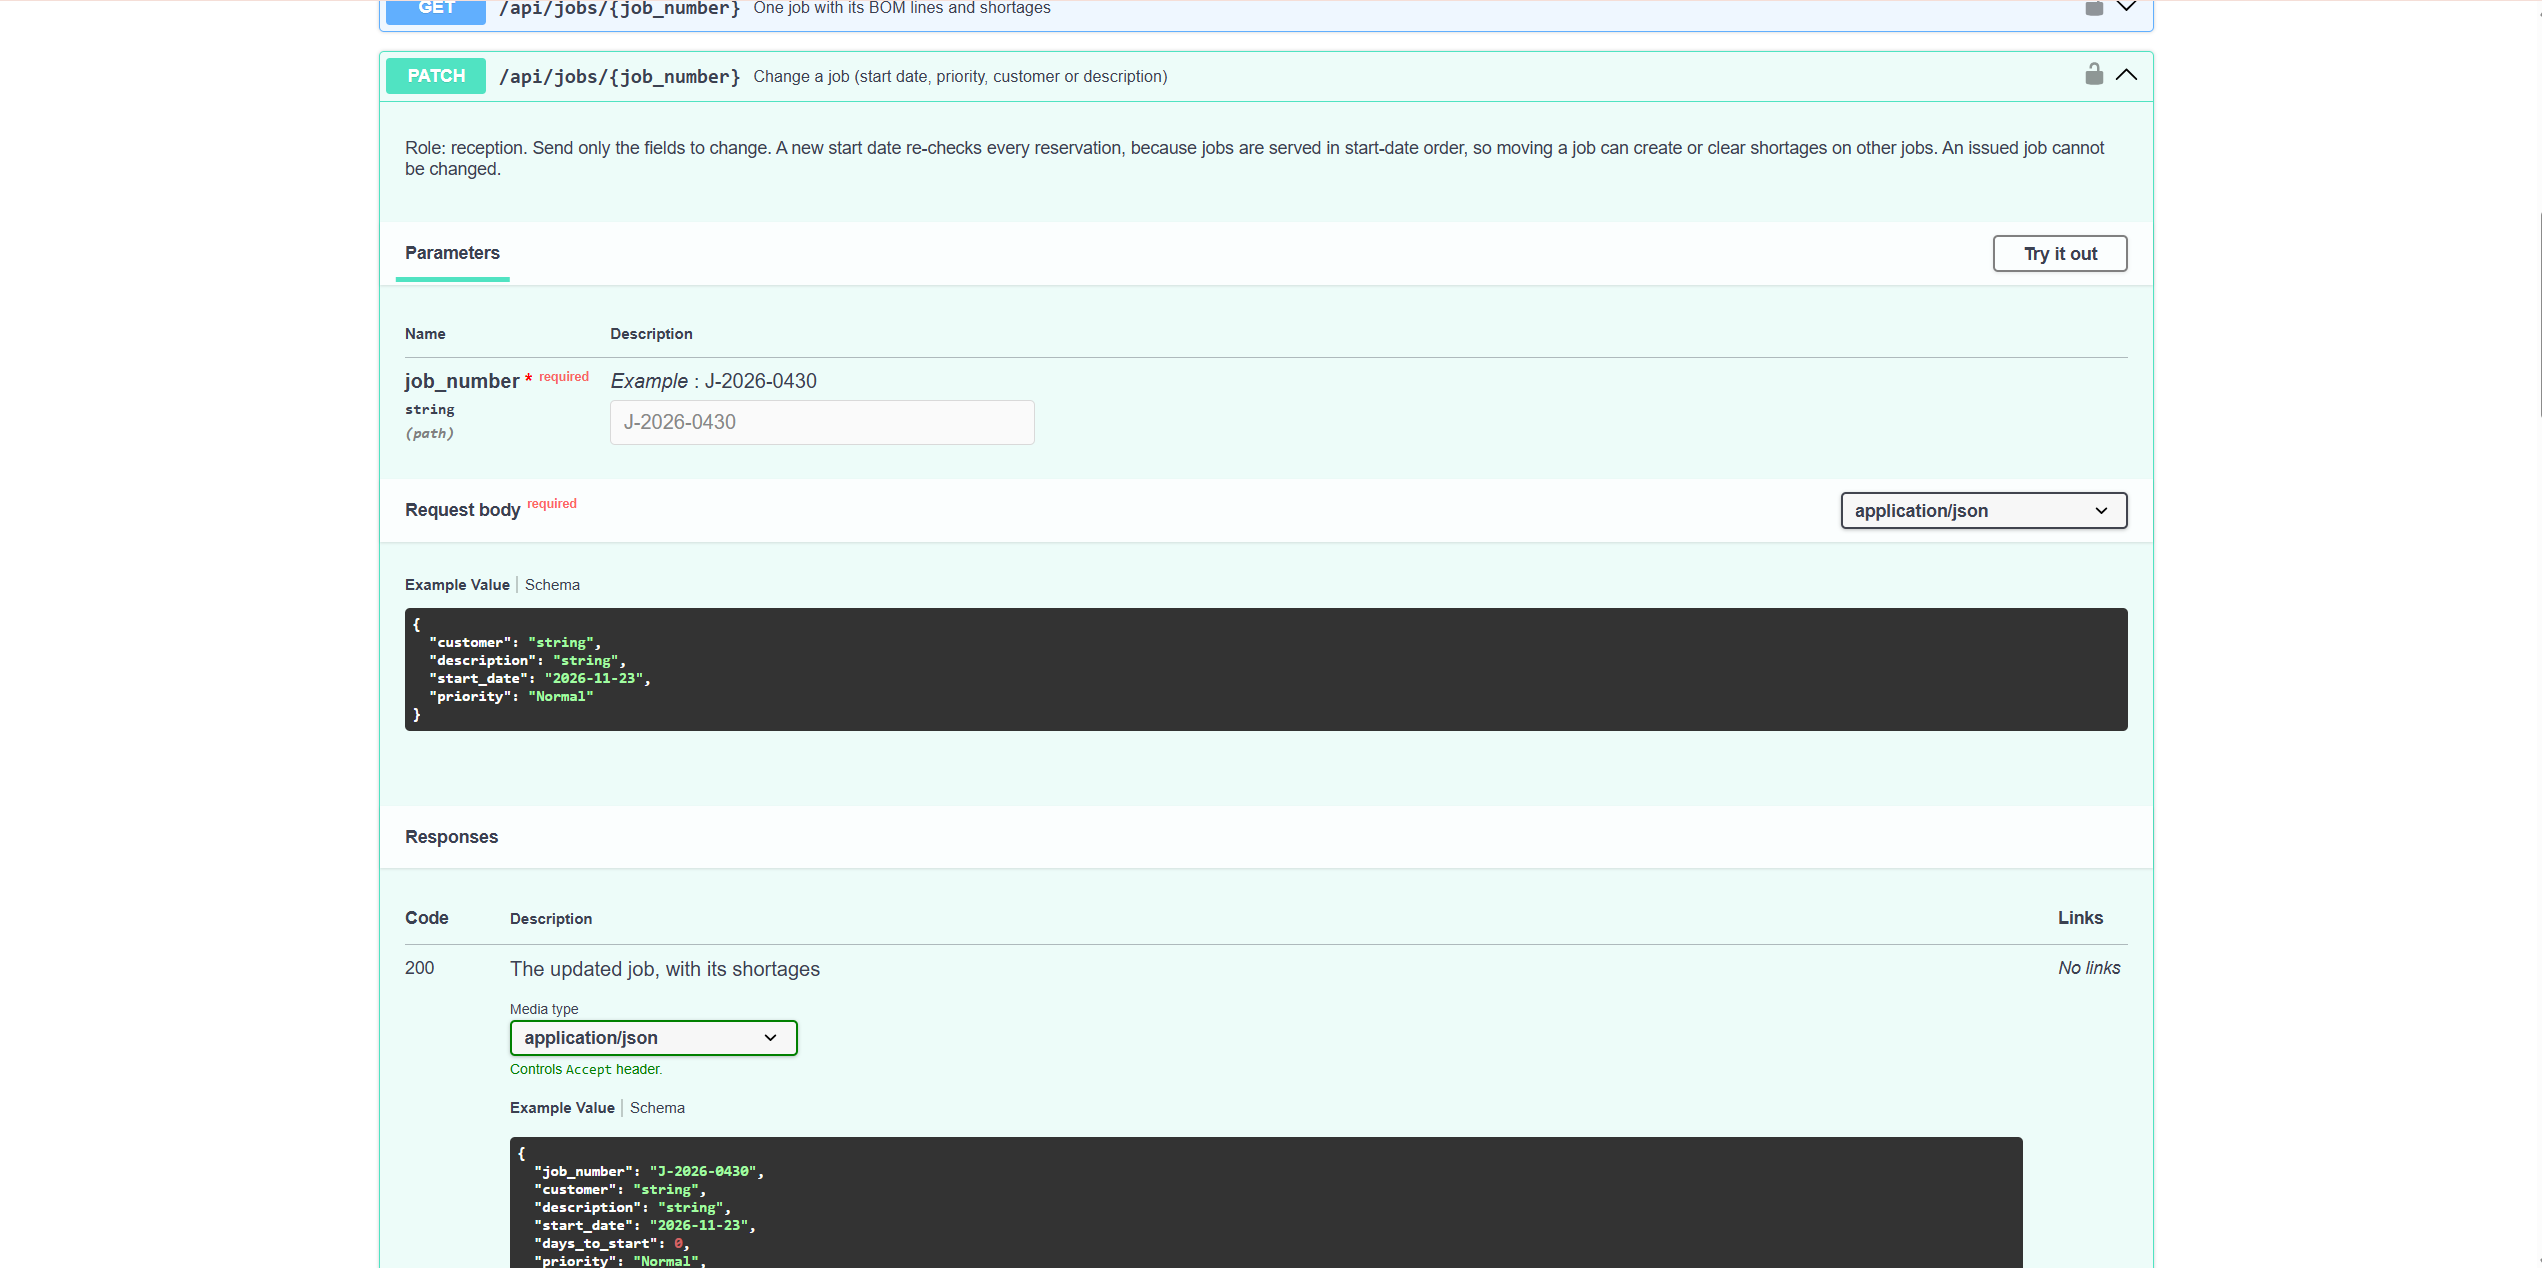 GET /api/jobs/{job_number} One job with its BOM lines and shortages
PATCH /api/jobs/{job_number} Change a job (start date, priority, customer or description)
Role: reception. Send only the fields to change. A new start date re-checks every reservation, because jobs are served in start-date order, so moving a job can create or clear shortages on other jobs. An issued job cannot
be changed.
Parameters
Try it out
Name Description
job_number * required Example : J-2026-0430
string
J-2026-0430
(path)
Request body required
application/json
Example Value | Schema
{
"customer": "string",
"description": "string",
"start_date": "2026-11-23",
"priority": "Normal"
}
Responses
Code Description Links
200 The updated job, with its shortages No links
Media type
application/json
Controls Accept header.
Example Value | Schema
{
"job_number": "J-2026-0430",
"customer": "string",
"description": "string",
"start_date": "2026-11-23",
"days_to_start": 0,
"priority": "Normal",